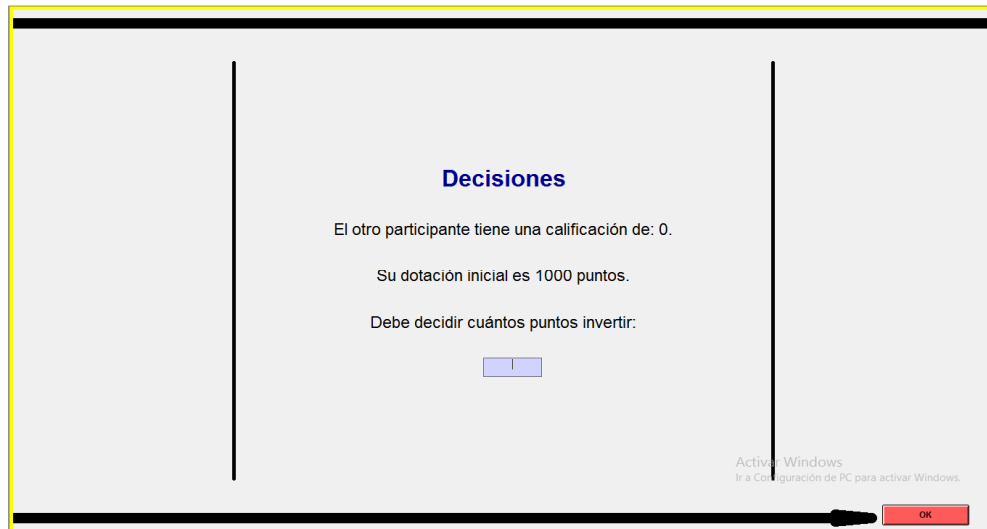 Decisiones
El otro participante tiene una calificación de: 0.
Su dotación inicial es 1000 puntos.
Debe decidir cuántos puntos invertir:
Activar Windows
Ir a Configuración de PC para activar Windows.
OK